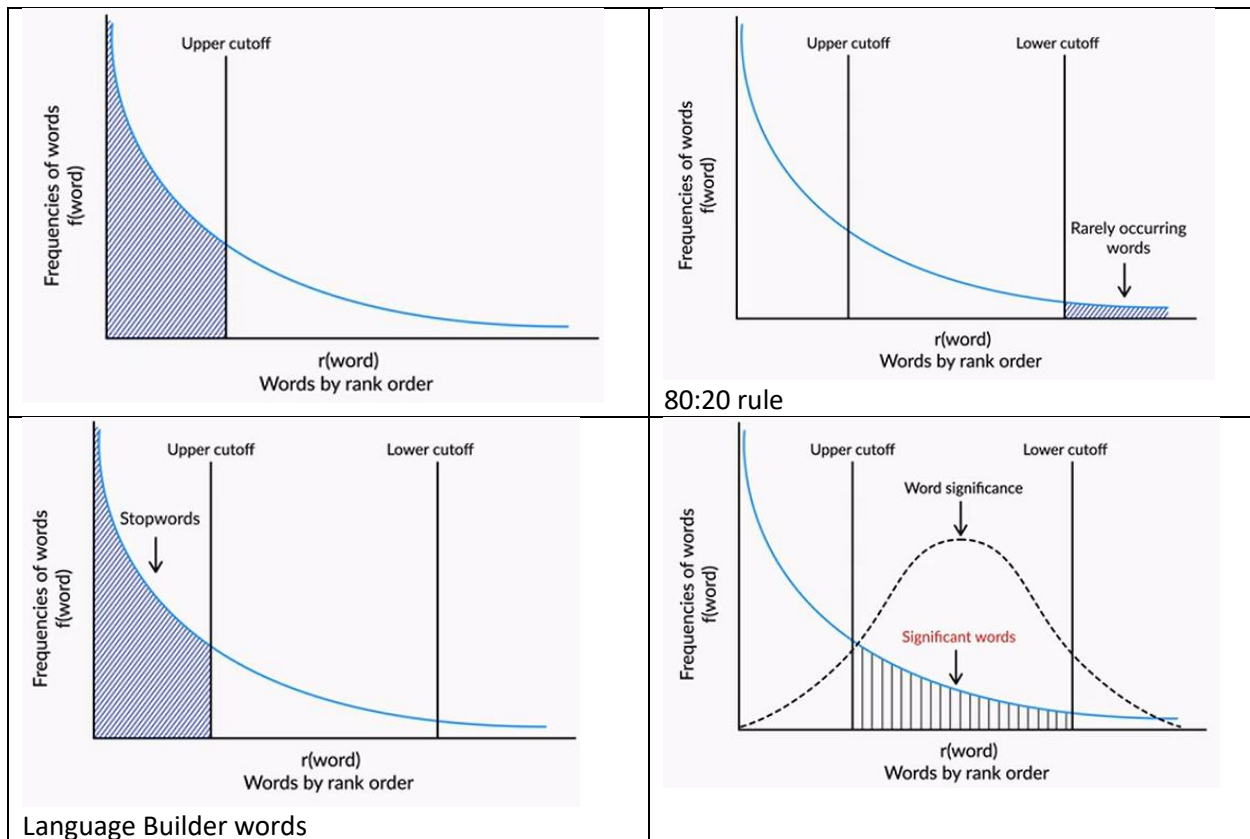 Upper cutoff
Frequencies of words
f(word)
r(word)
Words by rank order
Upper cutoff
Lower cutoff
Frequencies of words
f(word)
Rarely occurring
words
r(word)
Words by rank order
80:20 rule
Upper cutoff
Lower cutoff
Stopwords
Frequencies of words
f(word)
r(word)
Words by rank order
Language Builder words
Upper cutoff
Lower cutoff
Word significance
Frequencies of words
f(word)
Significant words
r(word)
Words by rank order